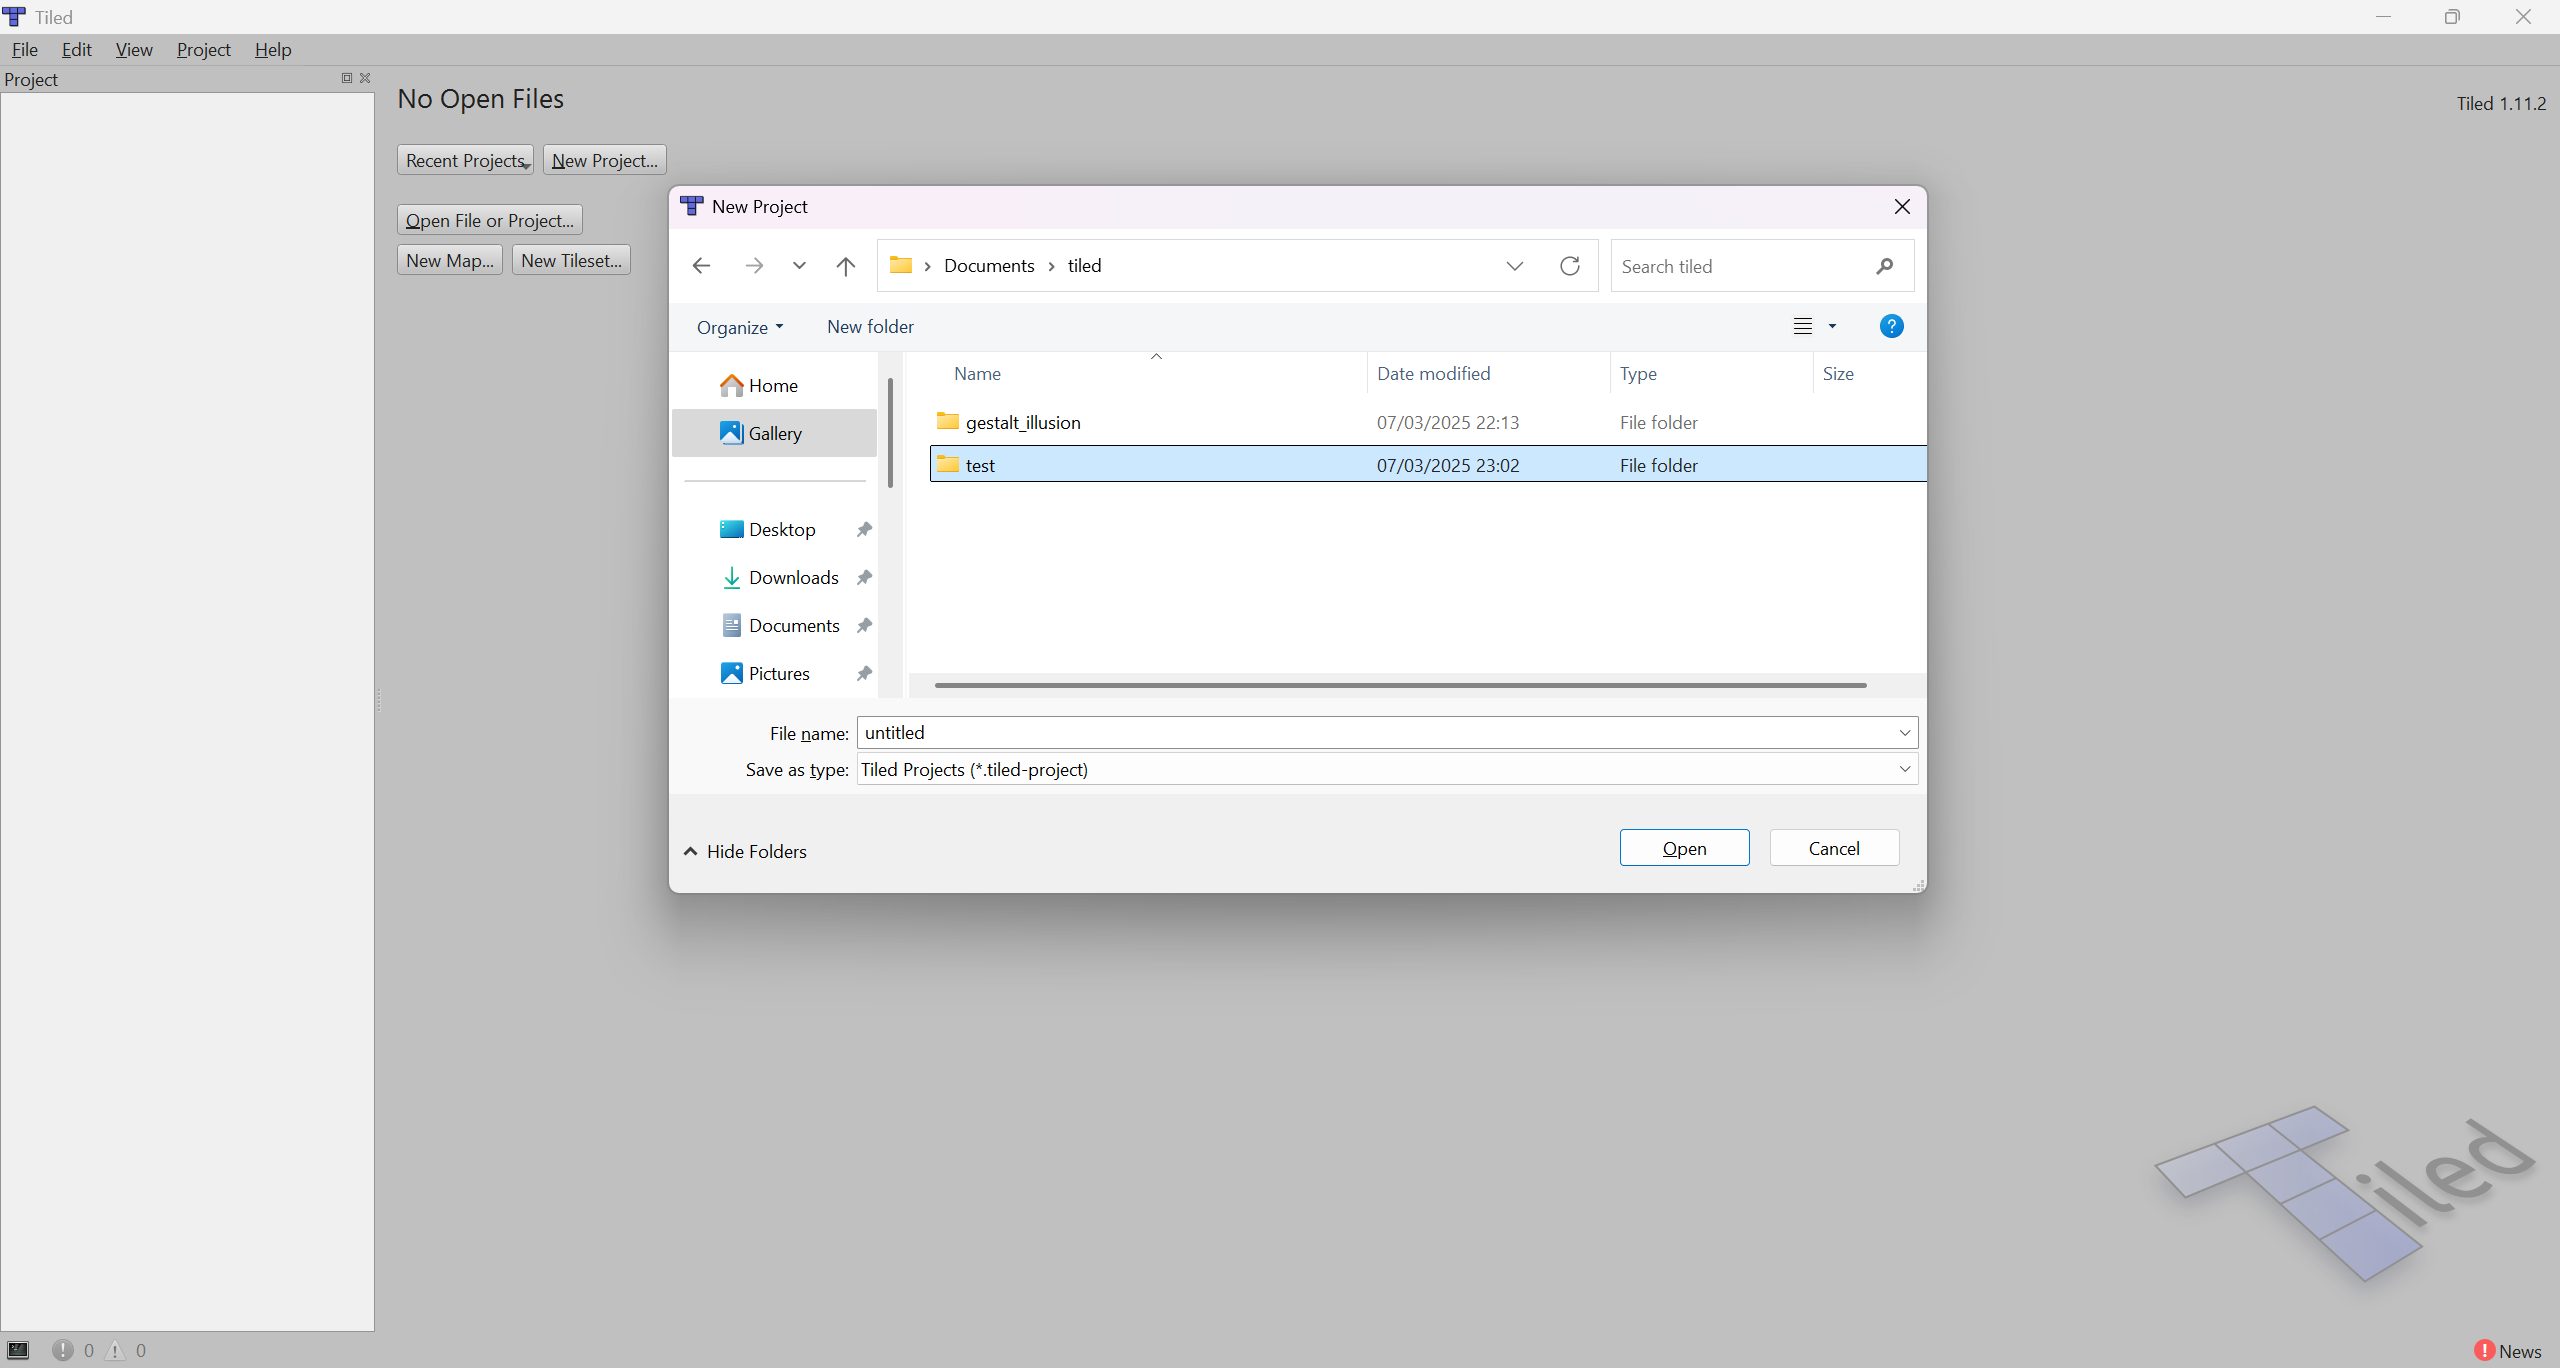 Tiled
File Edit View Project Help
Project
No Open Files
Tiled 1.11.2
Recent Projects New Project...
Open File or Project...
New Map... New Tileset...
New Project
Documents tiled
Search tiled
Organize New folder
Home
Gallery
Desktop
Downloads
Documents
Pictures
Name Date modified Type Size
gestalt_illusion 07/03/2025 22:13 File folder
test 07/03/2025 23:02 File folder
File name: untitled
Save as type: Tiled Projects (*.tiled-project)
Hide Folders
Open Cancel
Tiled
0 0
News